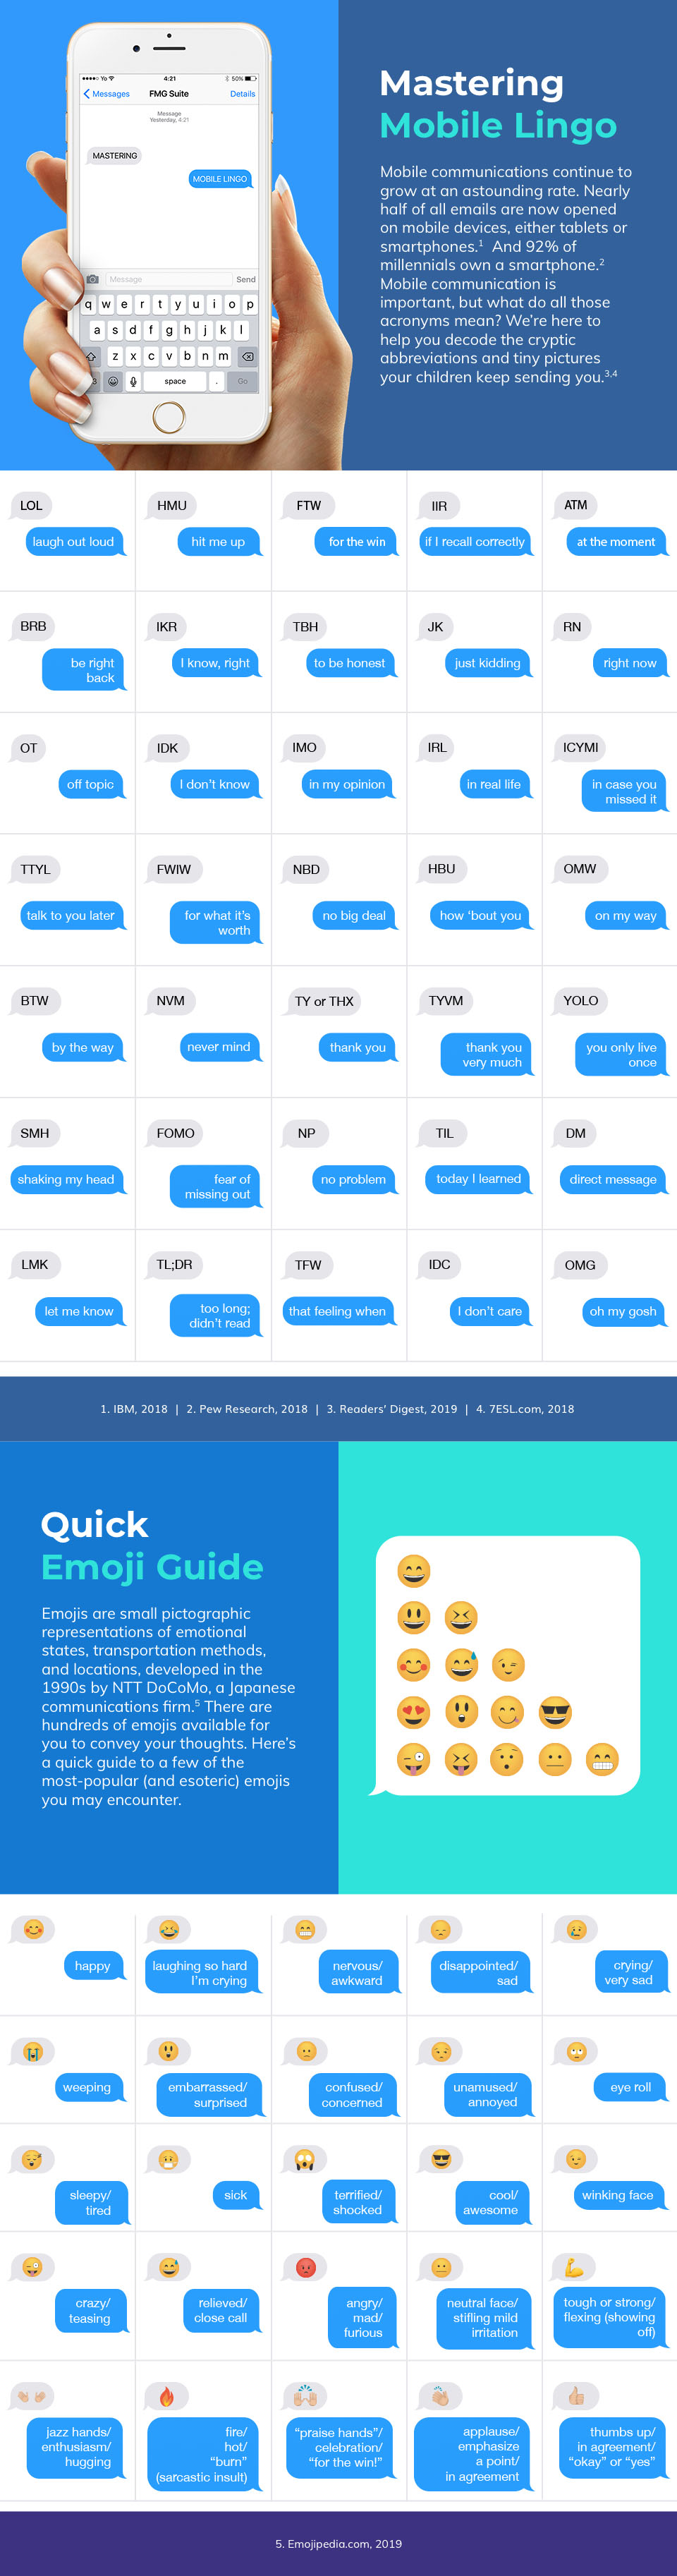 Yo
4:21
50%
Messages
FMG Suite
Details
Message
Yesterday, 4:21
MASTERING
MOBILE LINGO
Message
Send
q w e r t y u i o p
a s d f g h j k l
z x c v b n m
space
.
Go
Mastering
Mobile Lingo
Mobile communications continue to
grow at an astounding rate. Nearly
half of all emails are now opened
on mobile devices, either tablets or
smartphones.¹ And 92% of
millennials own a smartphone.²
Mobile communication is
important, but what do all those
acronyms mean? We're here to
help you decode the cryptic
abbreviations and tiny pictures
your children keep sending you.³,⁴
LOL
laugh out loud
HMU
hit me up
FTW
for the win
IIR
if I recall correctly
ATM
at the moment
BRB
be right
back
IKR
I know, right
TBH
to be honest
JK
just kidding
RN
right now
OT
off topic
IDK
I don't know
IMO
in my opinion
IRL
in real life
ICYMI
in case you
missed it
TTYL
talk to you later
FWIW
for what it's
worth
NBD
no big deal
HBU
how 'bout you
OMW
on my way
BTW
by the way
NVM
never mind
TY or THX
thank you
TYVM
thank you
very much
YOLO
you only live
once
SMH
shaking my head
FOMO
fear of
missing out
NP
no problem
TIL
today I learned
DM
direct message
LMK
let me know
TL;DR
too long;
didn't read
TFW
that feeling when
IDC
I don't care
OMG
oh my gosh
1. IBM, 2018 | 2. Pew Research, 2018 | 3. Readers' Digest, 2019 | 4. 7ESL.com, 2018
Quick
Emoji Guide
Emojis are small pictographic
representations of emotional
states, transportation methods,
and locations, developed in the
1990s by NTT DoCoMo, a Japanese
communications firm.⁵ There are
hundreds of emojis available for
you to convey your thoughts. Here's
a quick guide to a few of the
most-popular (and esoteric) emojis
you may encounter.
happy
laughing so hard
I'm crying
nervous/
awkward
disappointed/
sad
crying/
very sad
weeping
embarrassed/
surprised
confused/
concerned
unamused/
annoyed
eye roll
sleepy/
tired
sick
terrified/
shocked
cool/
awesome
winking face
crazy/
teasing
relieved/
close call
angry/
mad/
furious
neutral face/
stifling mild
irritation
tough or strong/
flexing (showing
off)
jazz hands/
enthusiasm/
hugging
fire/
hot/
"burn"
(sarcastic insult)
"praise hands"/
celebration/
"for the win!"
applause/
emphasize
a point/
in agreement
thumbs up/
in agreement/
"okay" or "yes"
5. Emojipedia.com, 2019